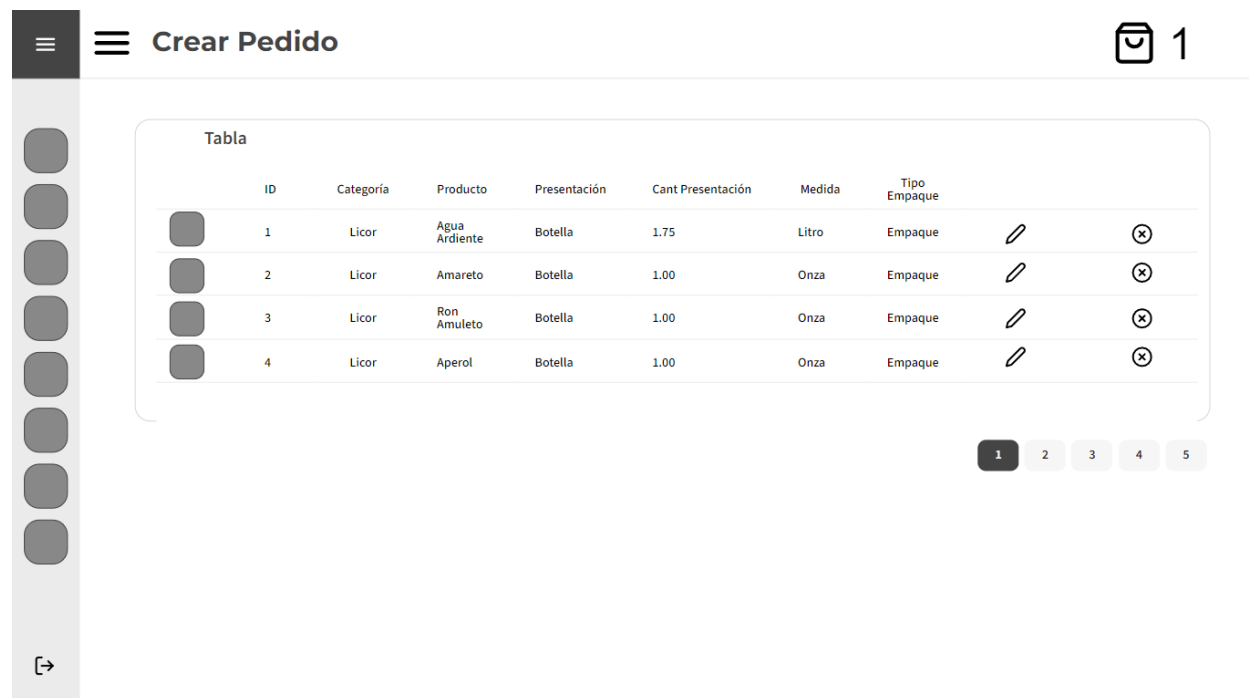 Crear Pedido
1
Tabla
ID Categoría Producto Presentación Cant Presentación Medida Tipo
Empaque
1 Licor Agua
Ardiente Botella 1.75 Litro Empaque
2 Licor Amareto Botella 1.00 Onza Empaque
3 Licor Ron
Amuleto Botella 1.00 Onza Empaque
4 Licor Aperol Botella 1.00 Onza Empaque
1 2 3 4 5